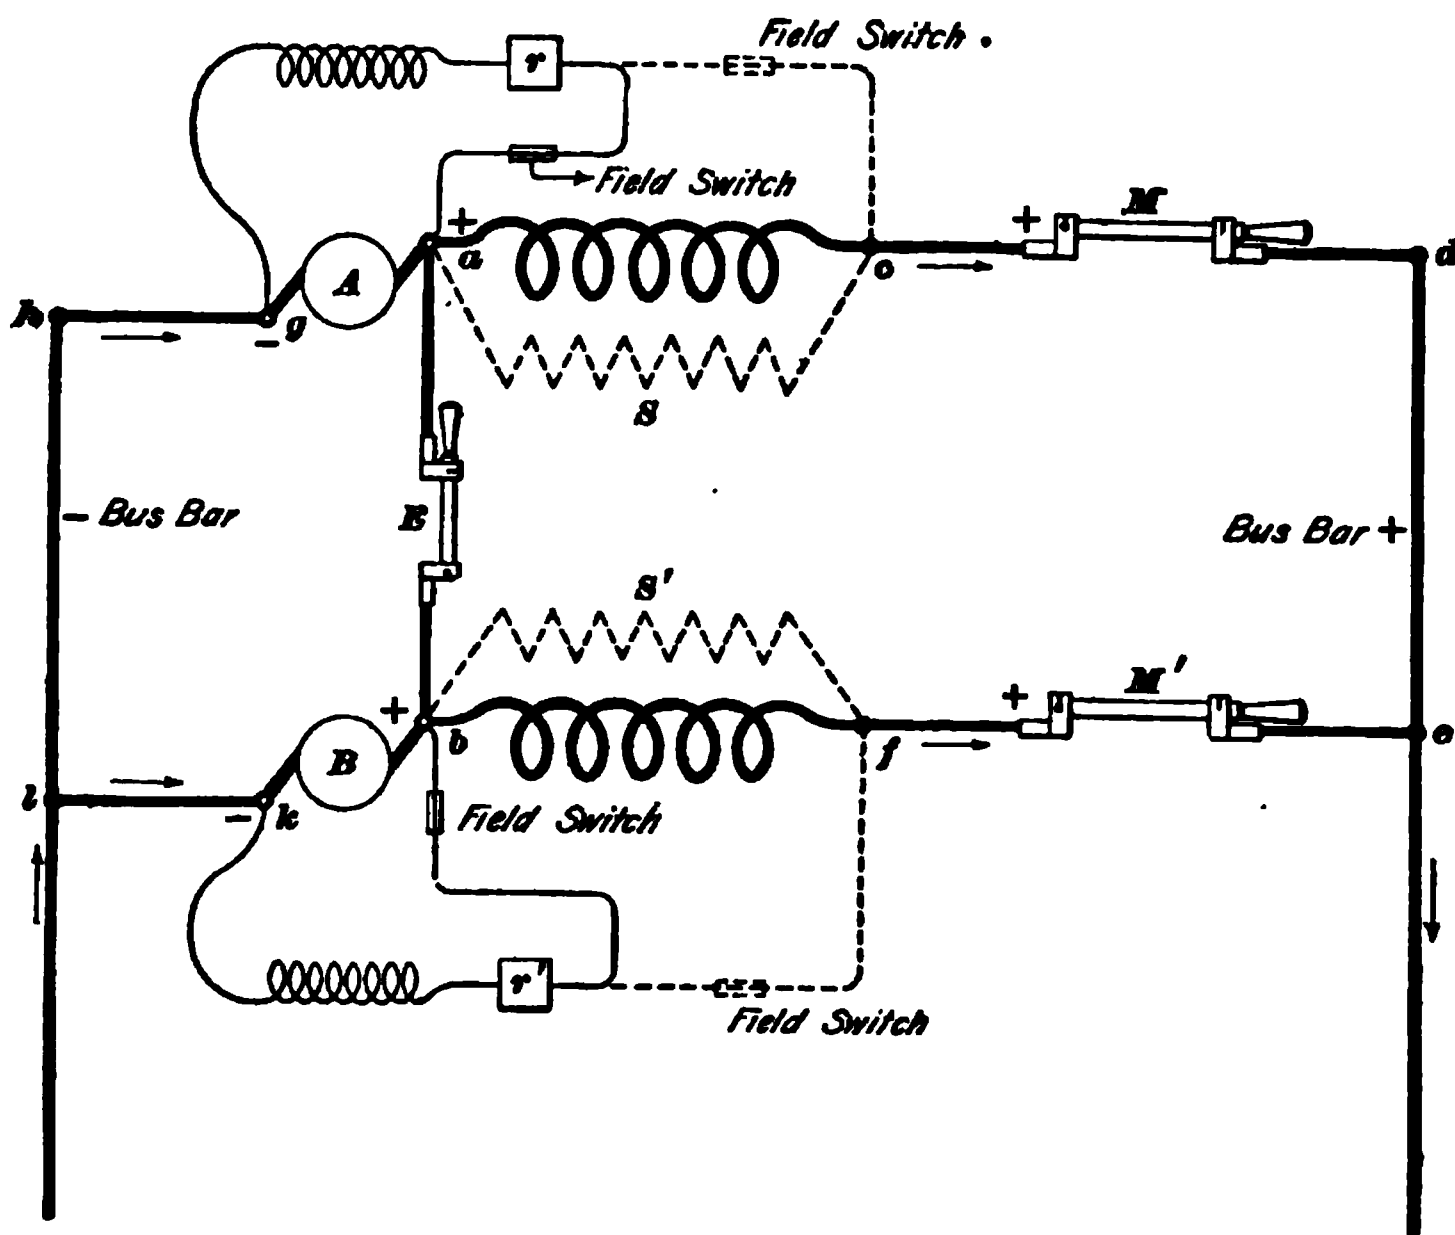 Field Switch
r
Field Switch
M
+
+
a
c
d
A
h
g
-
S
E
- Bus Bar
Bus Bar +
S'
M'
+
+
b
f
e
B
l
- k
Field Switch
r'
Field Switch